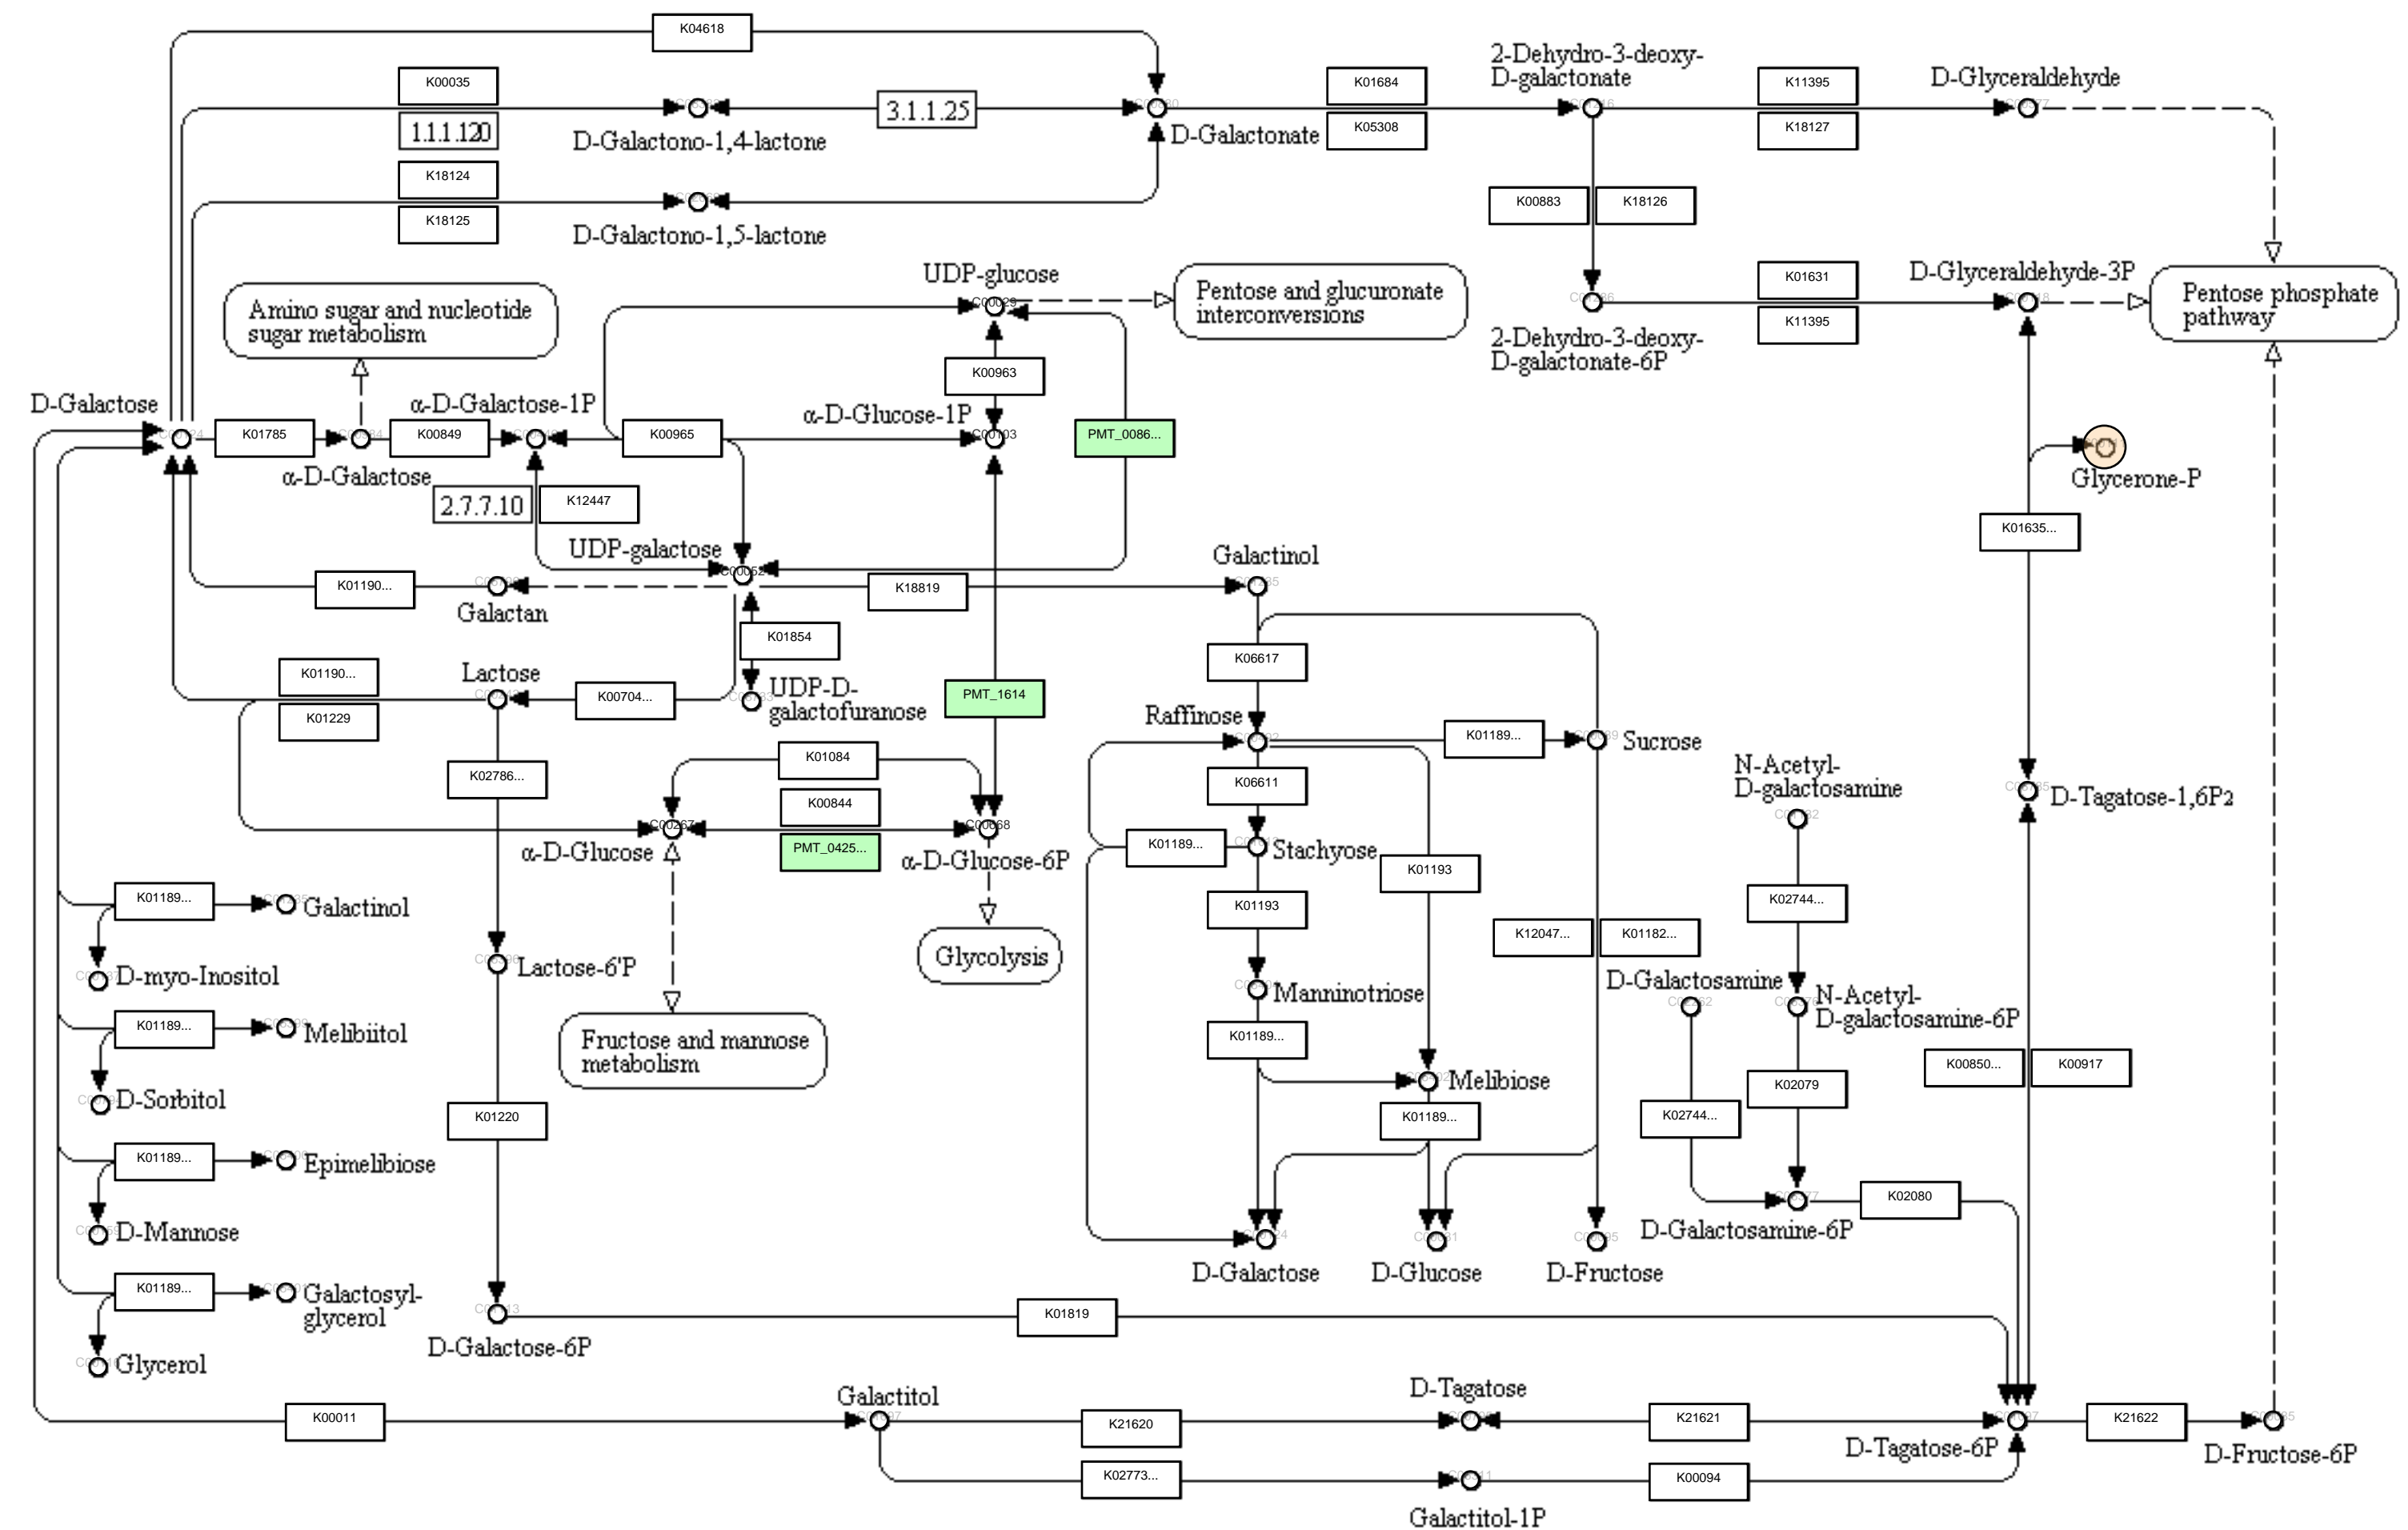 K04618
2-Dehydro-3-deoxy-
D-galactonate
K00035
K01684
K11395
D-Glyceraldehyde
3.1.1.25
1.1.1.120
D-Galactono-1,4-lactone
D-Galactonate
K05308
K18127
K18124
K00883
K18126
K18125
D-Galactono-1,5-lactone
UDP-glucose
K01631
D-Glyceraldehyde-3P
Amino sugar and nucleotide
sugar metabolism
C00029
Pentose and glucuronate
interconversions
Pentose phosphate
pathway
K11395
2-Dehydro-3-deoxy-
D-galactonate-6P
K00963
D-Galactose
α-D-Galactose-1P
α-D-Glucose-1P
K01785
K00849
K00965
C00103
PMT_0086...
α-D-Galactose
Glycerone-P
2.7.7.10
K12447
K01635...
UDP-galactose
Galactinol
C00052
K01190...
K18819
Galactan
K01854
K06617
K01190...
Lactose
K00704...
UDP-D-
galactofuranose
PMT_1614
K01229
Raffinose
K01189...
Sucrose
K01084
K02786...
K06611
N-Acetyl-
D-galactosamine
D-Tagatose-1,6P2
K00844
C00267
C00668
PMT_0425...
α-D-Glucose
α-D-Glucose-6P
K01189...
Stachyose
K01193
K01189...
Galactinol
K01193
K02744...
K12047...
K01182...
Glycolysis
D-myo-Inositol
Lactose-6'P
Manninotriose
D-Galactosamine
N-Acetyl-
D-galactosamine-6P
K01189...
Melibiitol
Fructose and mannose
metabolism
K01189...
K00850...
K00917
D-Sorbitol
Melibiose
K02079
K01220
K01189...
K02744...
K01189...
Epimelibiose
K02080
D-Mannose
D-Galactosamine-6P
D-Galactose
D-Glucose
D-Fructose
K01189...
Galactosyl-
glycerol
K01819
D-Galactose-6P
Glycerol
Galactitol
D-Tagatose
K00011
K21620
K21621
K21622
D-Tagatose-6P
D-Fructose-6P
K02773...
K00094
Galactitol-1P